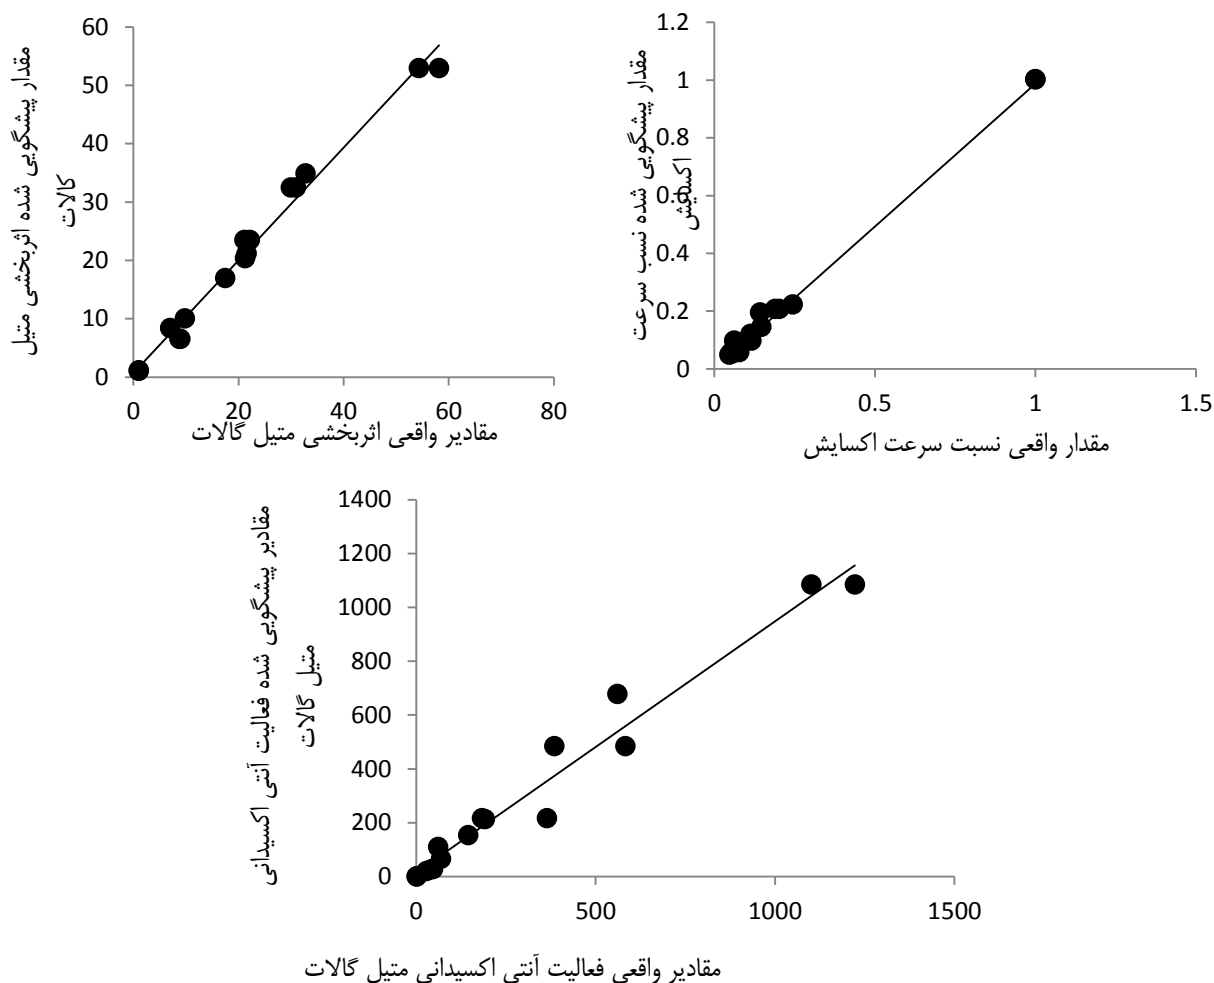 60
50
40
30
20
10
0
0 20 40 60 80
مقدار پیشگویی شده اثربخشی متیل
گالات
مقادیر واقعی اثربخشی متیل گالات
1.2
1
0.8
0.6
0.4
0.2
0
0 0.5 1 1.5
مقدار پیشگویی شده نسب سرعت
اکسایش
مقدار واقعی نسبت سرعت اکسایش
1400
1200
1000
800
600
400
200
0
0 500 1000 1500
مقادیر پیشگویی شده فعالیت آنتی اکسیدانی
متیل گالات
مقادیر واقعی فعالیت آنتی اکسیدانی متیل گالات